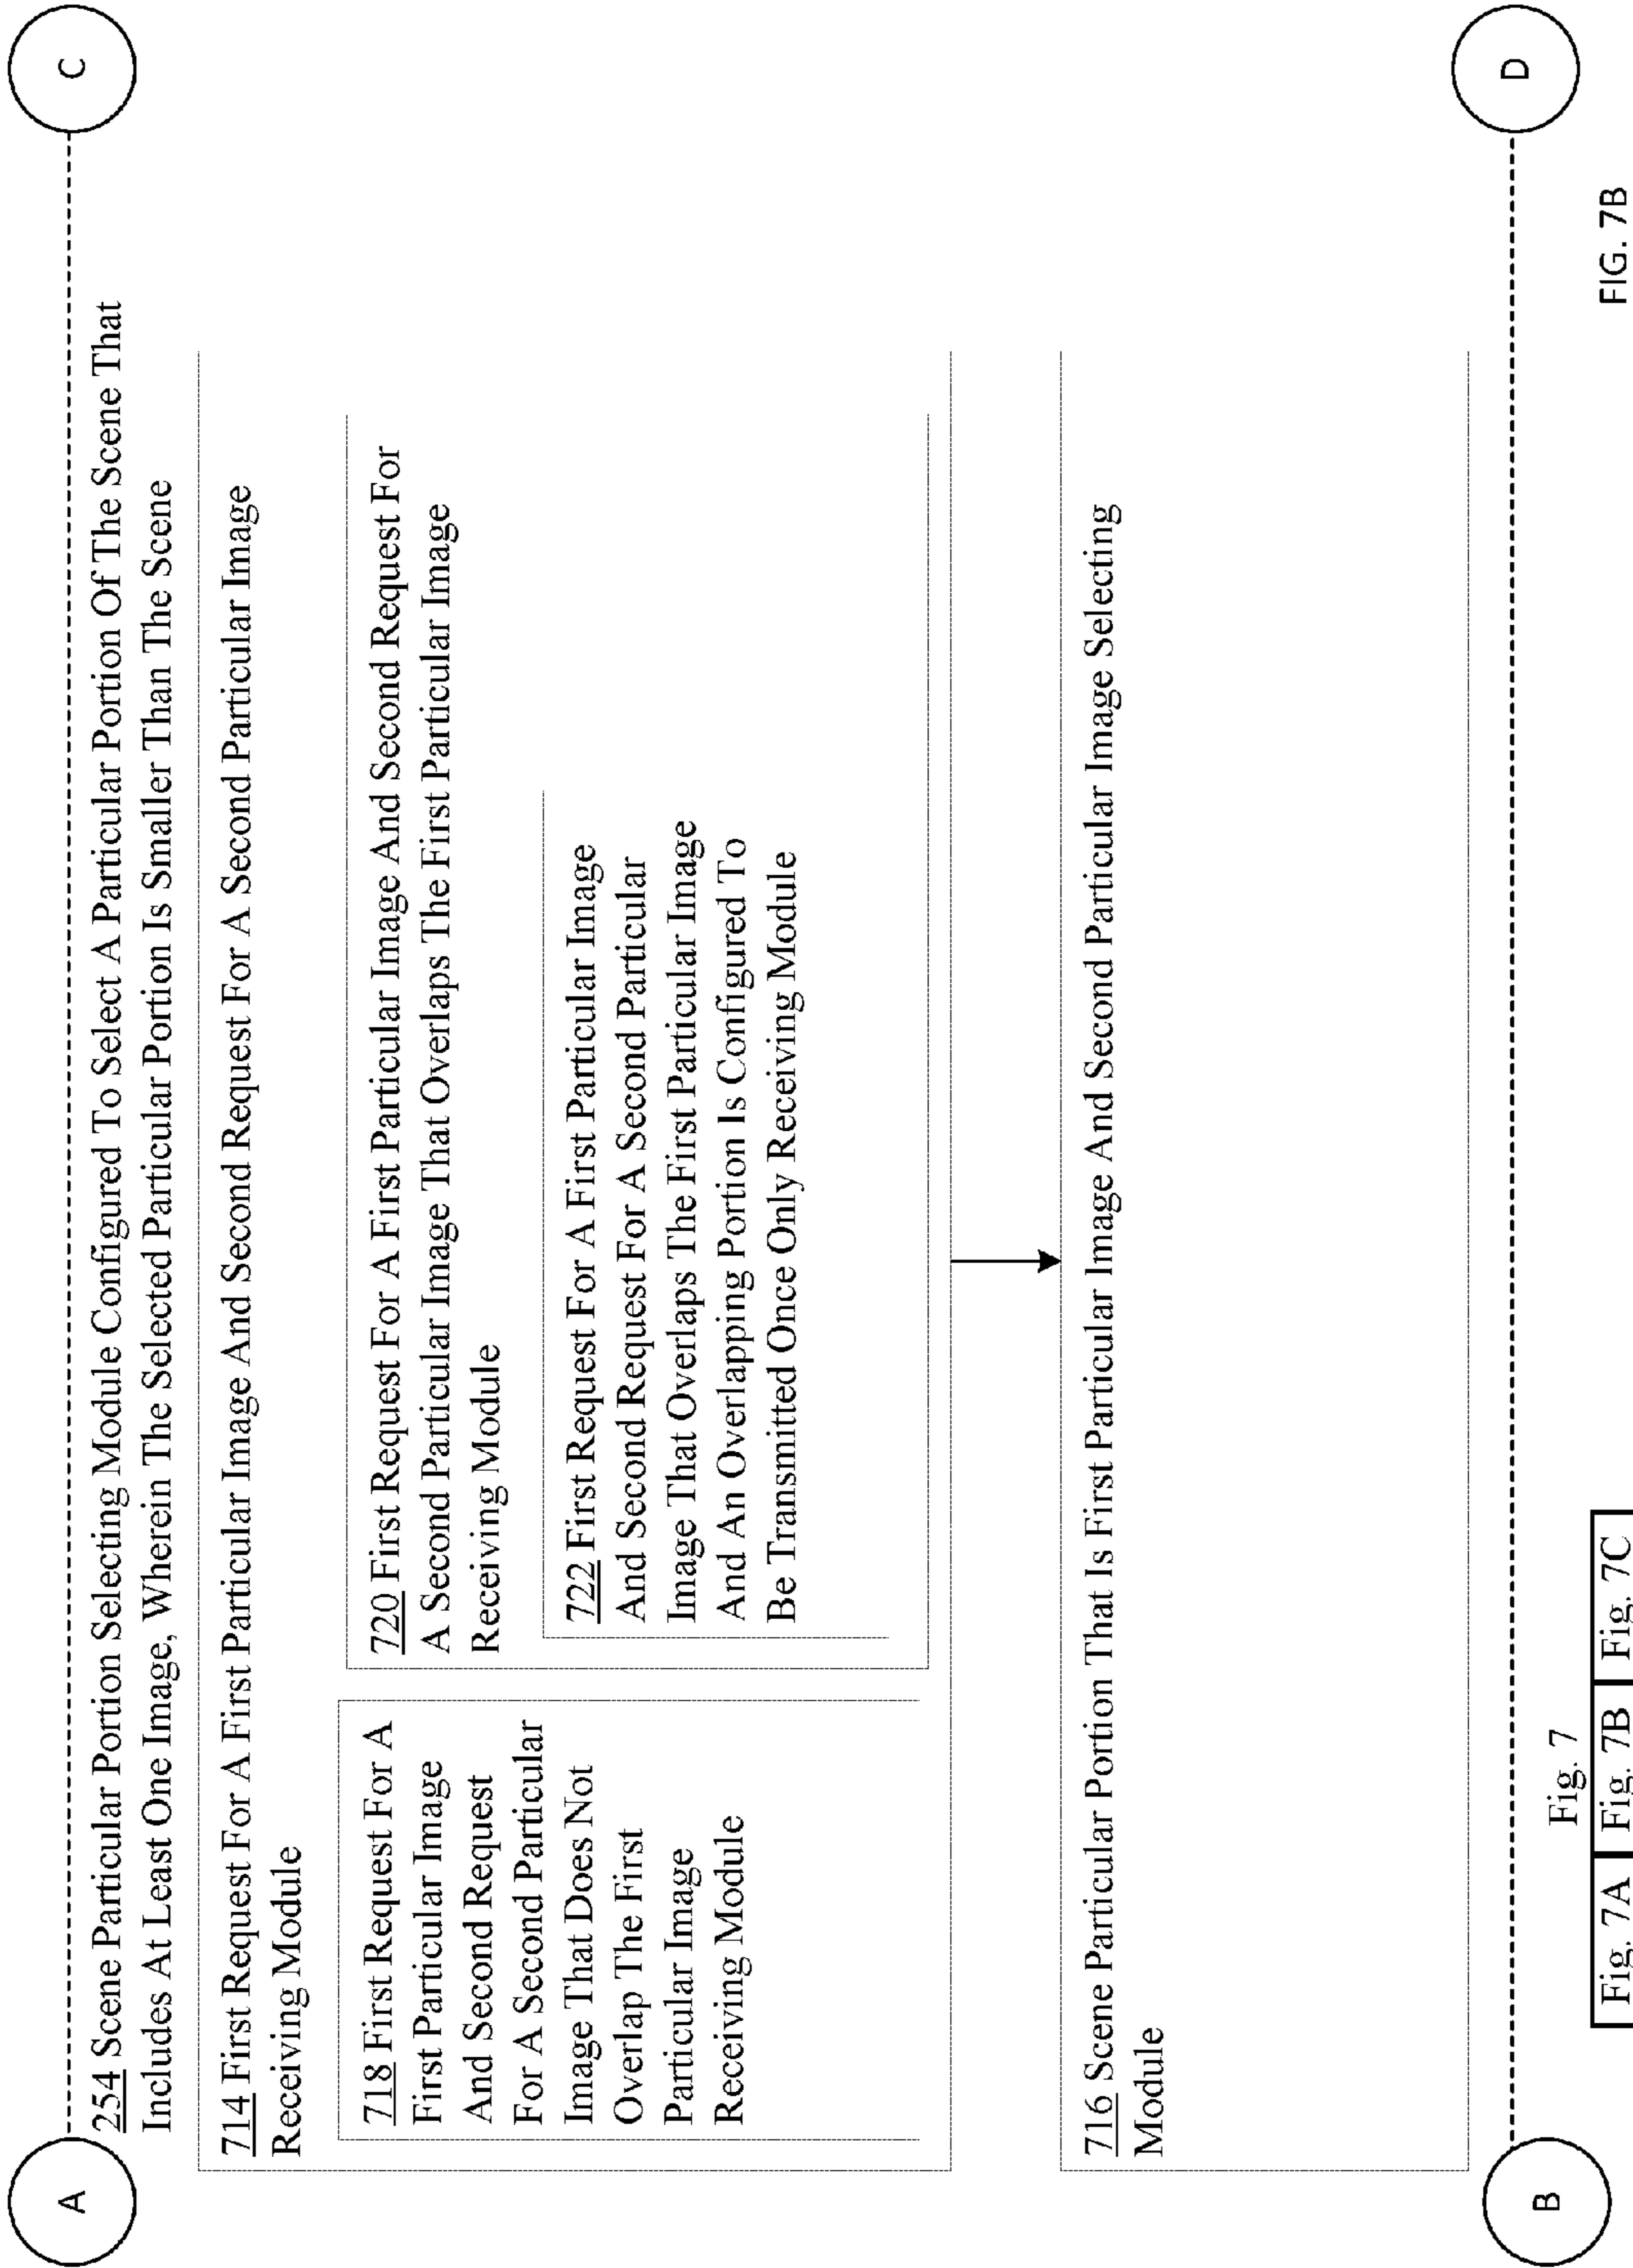 A
C
254 Scene Particular Portion Selecting Module Configured To Select A Particular Portion Of The Scene That
Includes At Least One Image, Wherein The Selected Particular Portion Is Smaller Than The Scene
714 First Request For A First Particular Image And Second Request For A Second Particular Image
Receiving Module
718 First Request For A
First Particular Image
And Second Request
For A Second Particular
Image That Does Not
Overlap The First
Particular Image
Receiving Module
720 First Request For A First Particular Image And Second Request For
A Second Particular Image That Overlaps The First Particular Image
Receiving Module
722 First Request For A First Particular Image
And Second Request For A Second Particular
Image That Overlaps The First Particular Image
And An Overlapping Portion Is Configured To
Be Transmitted Once Only Receiving Module
716 Scene Particular Portion That Is First Particular Image And Second Particular Image Selecting
Module
B
D
Fig. 7
Fig. 7A Fig. 7B Fig. 7C
FIG. 7B